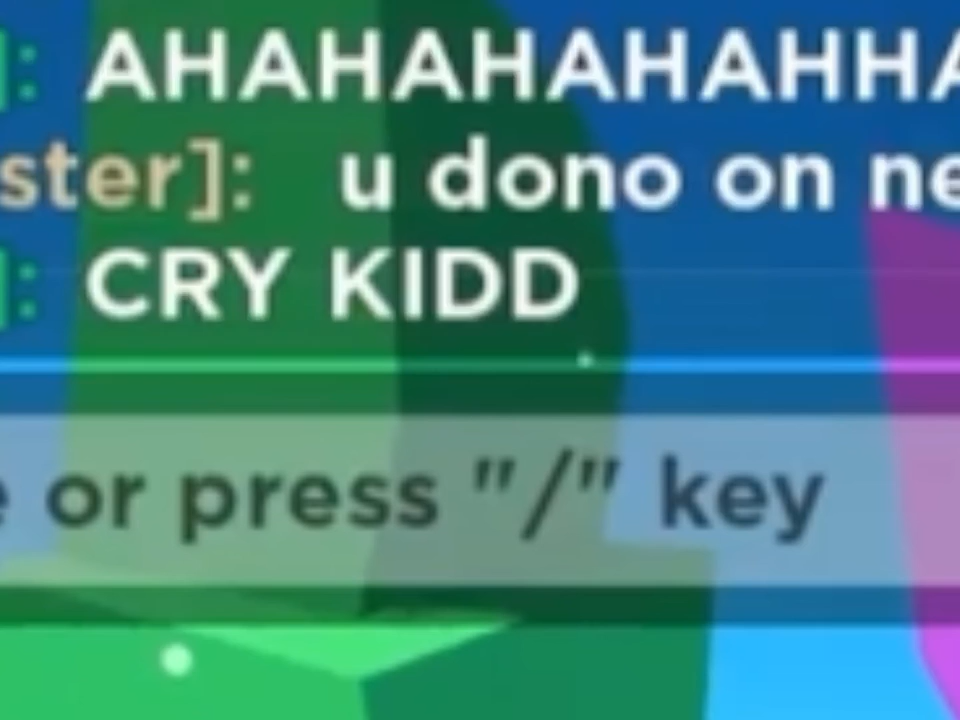 ]: AHAHAHAHAHHA
ster]: u dono on ne
]: CRY KIDD
e or press "/" key